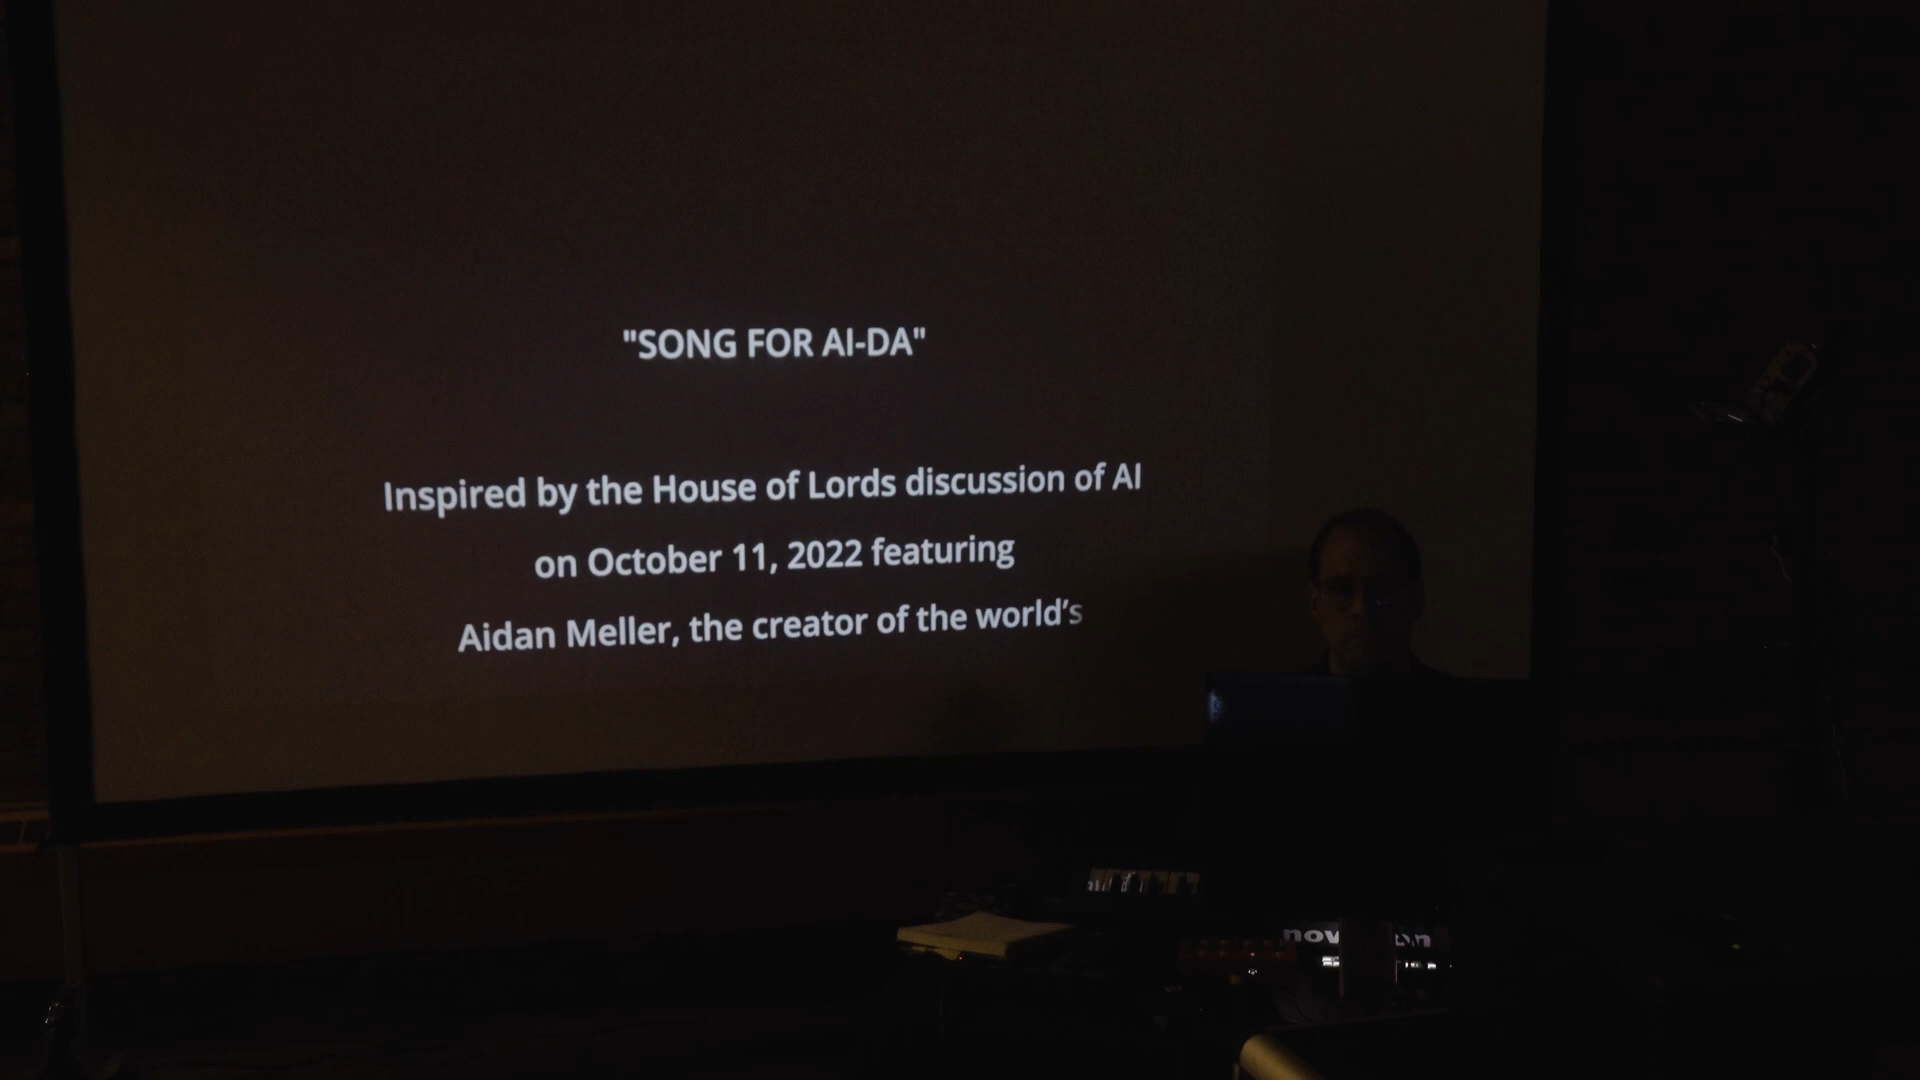 "SONG FOR AI-DA"
Inspired by the House of Lords discussion of AI
on October 11, 2022 featuring
Aidan Meller, the creator of the world’s